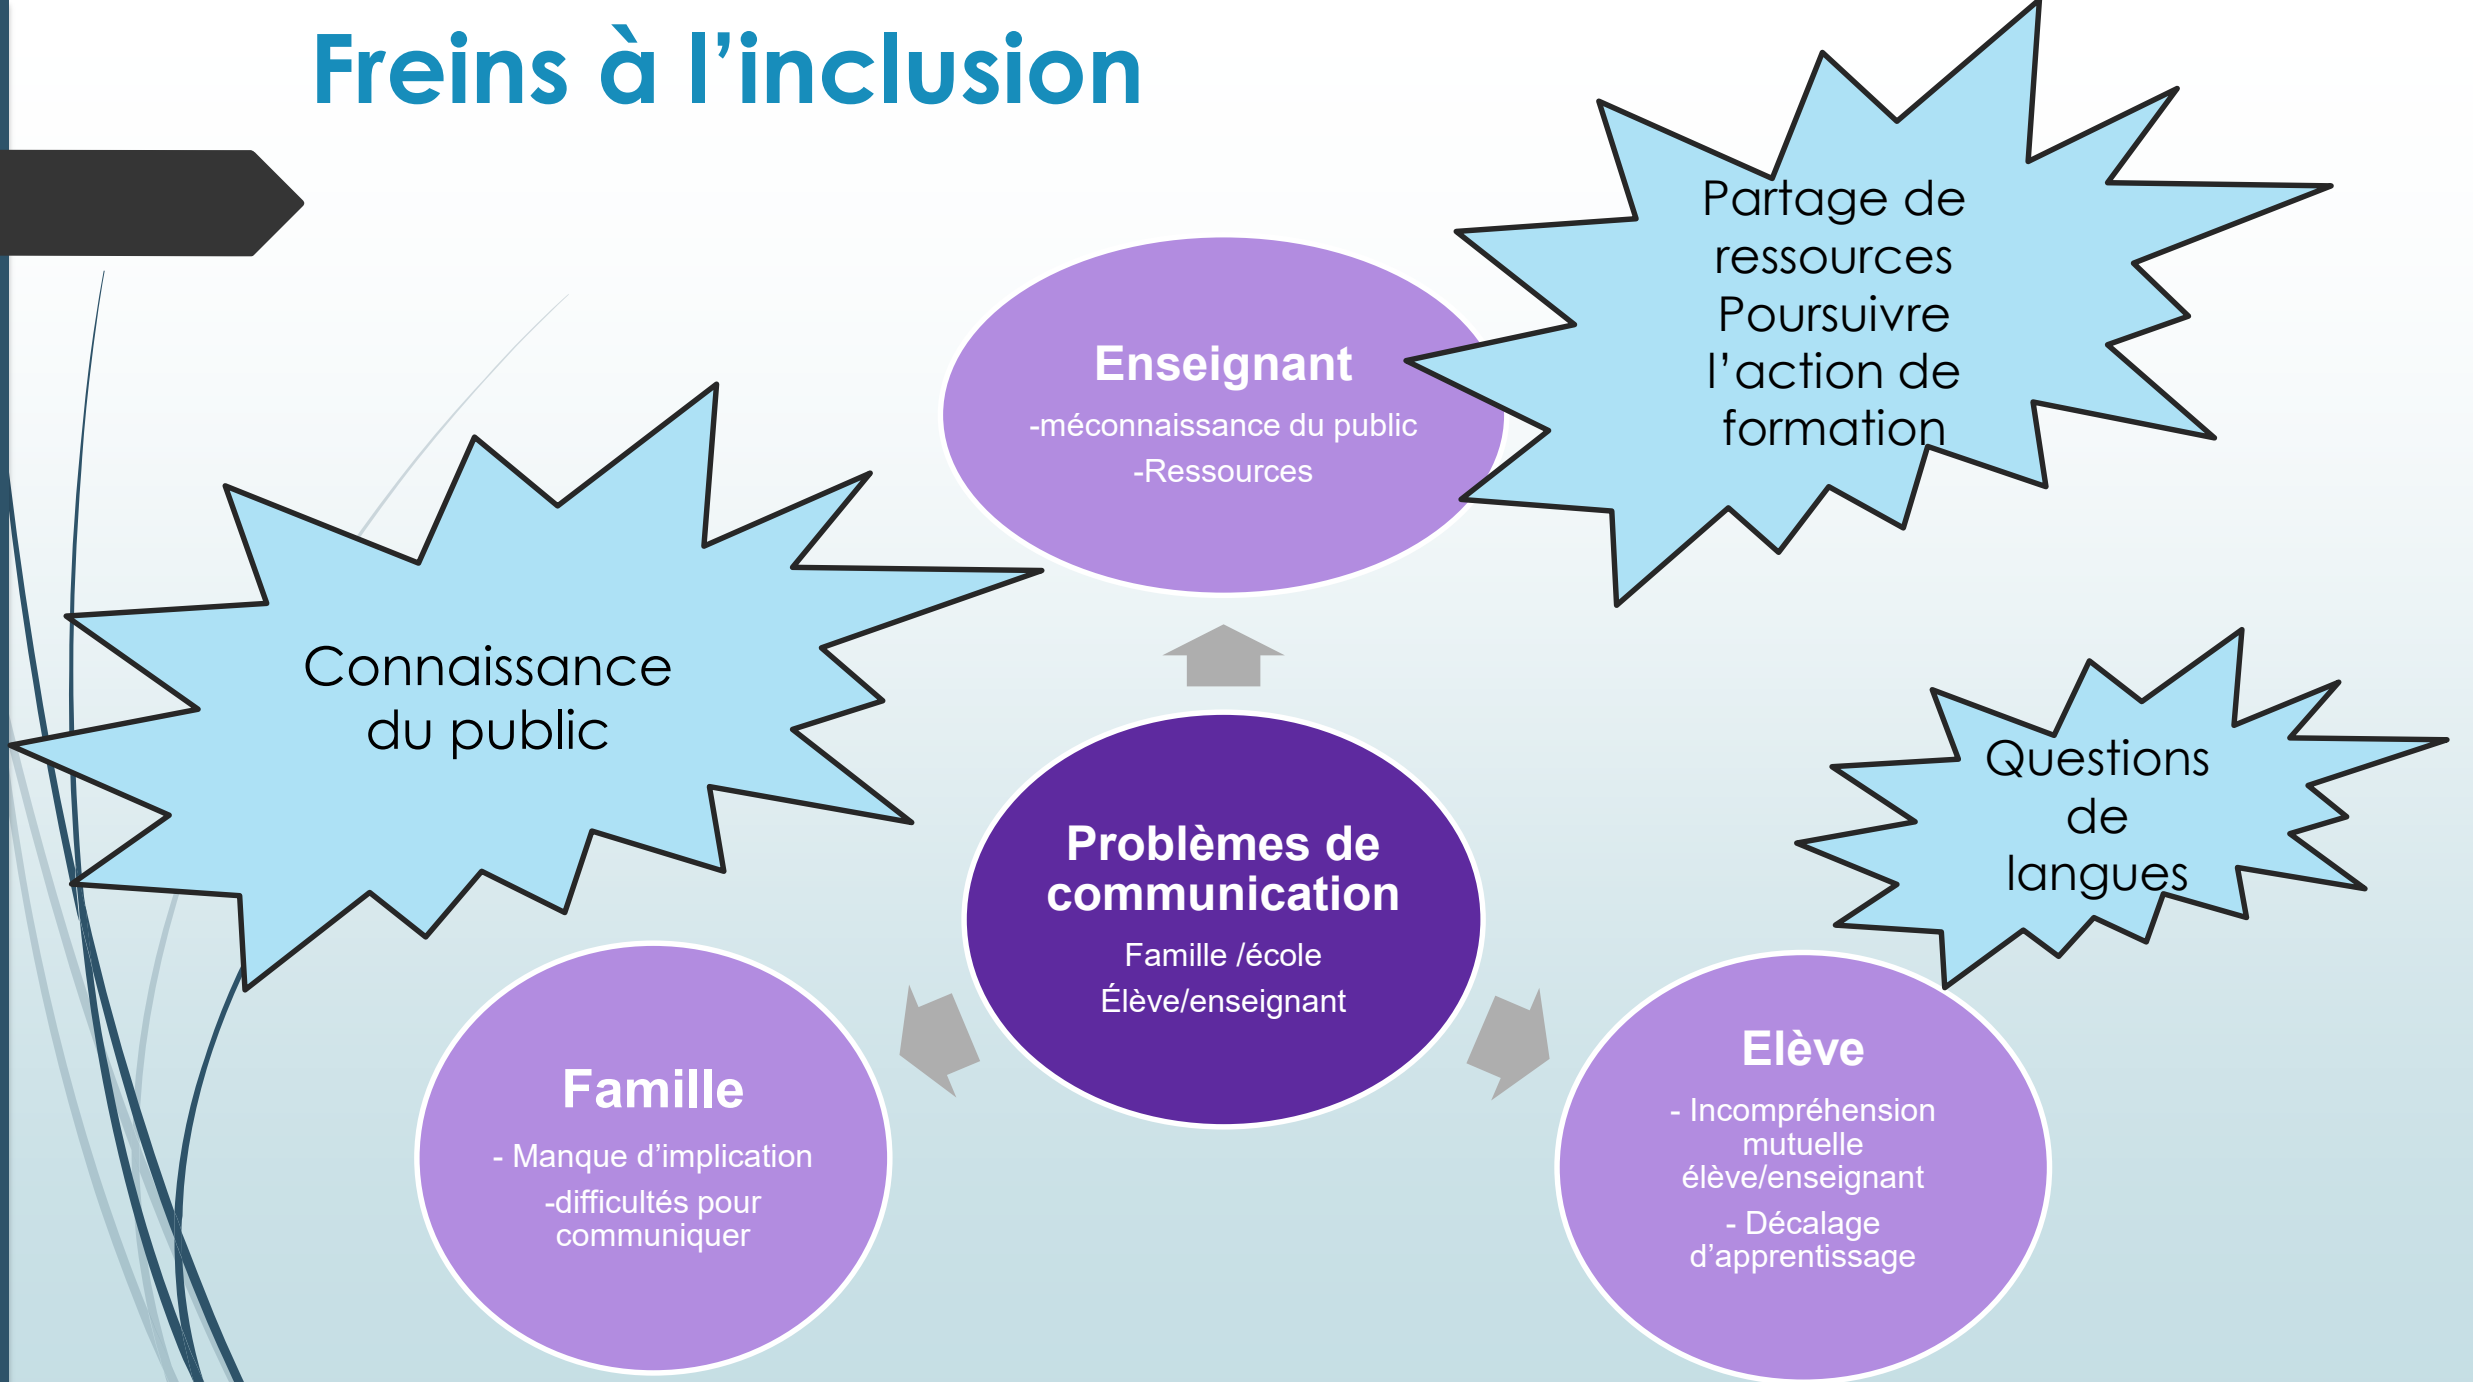 Freins à l’inclusion
Partage de
ressources
Poursuivre
l’action de
formation
Enseignant
-méconnaissance du public
-Ressources
Connaissance
du public
Questions
de
langues
Problèmes de
communication
Famille /école
Élève/enseignant
Famille
- Manque d’implication
-difficultés pour
communiquer
Elève
- Incompréhension
mutuelle
élève/enseignant
- Décalage
d’apprentissage